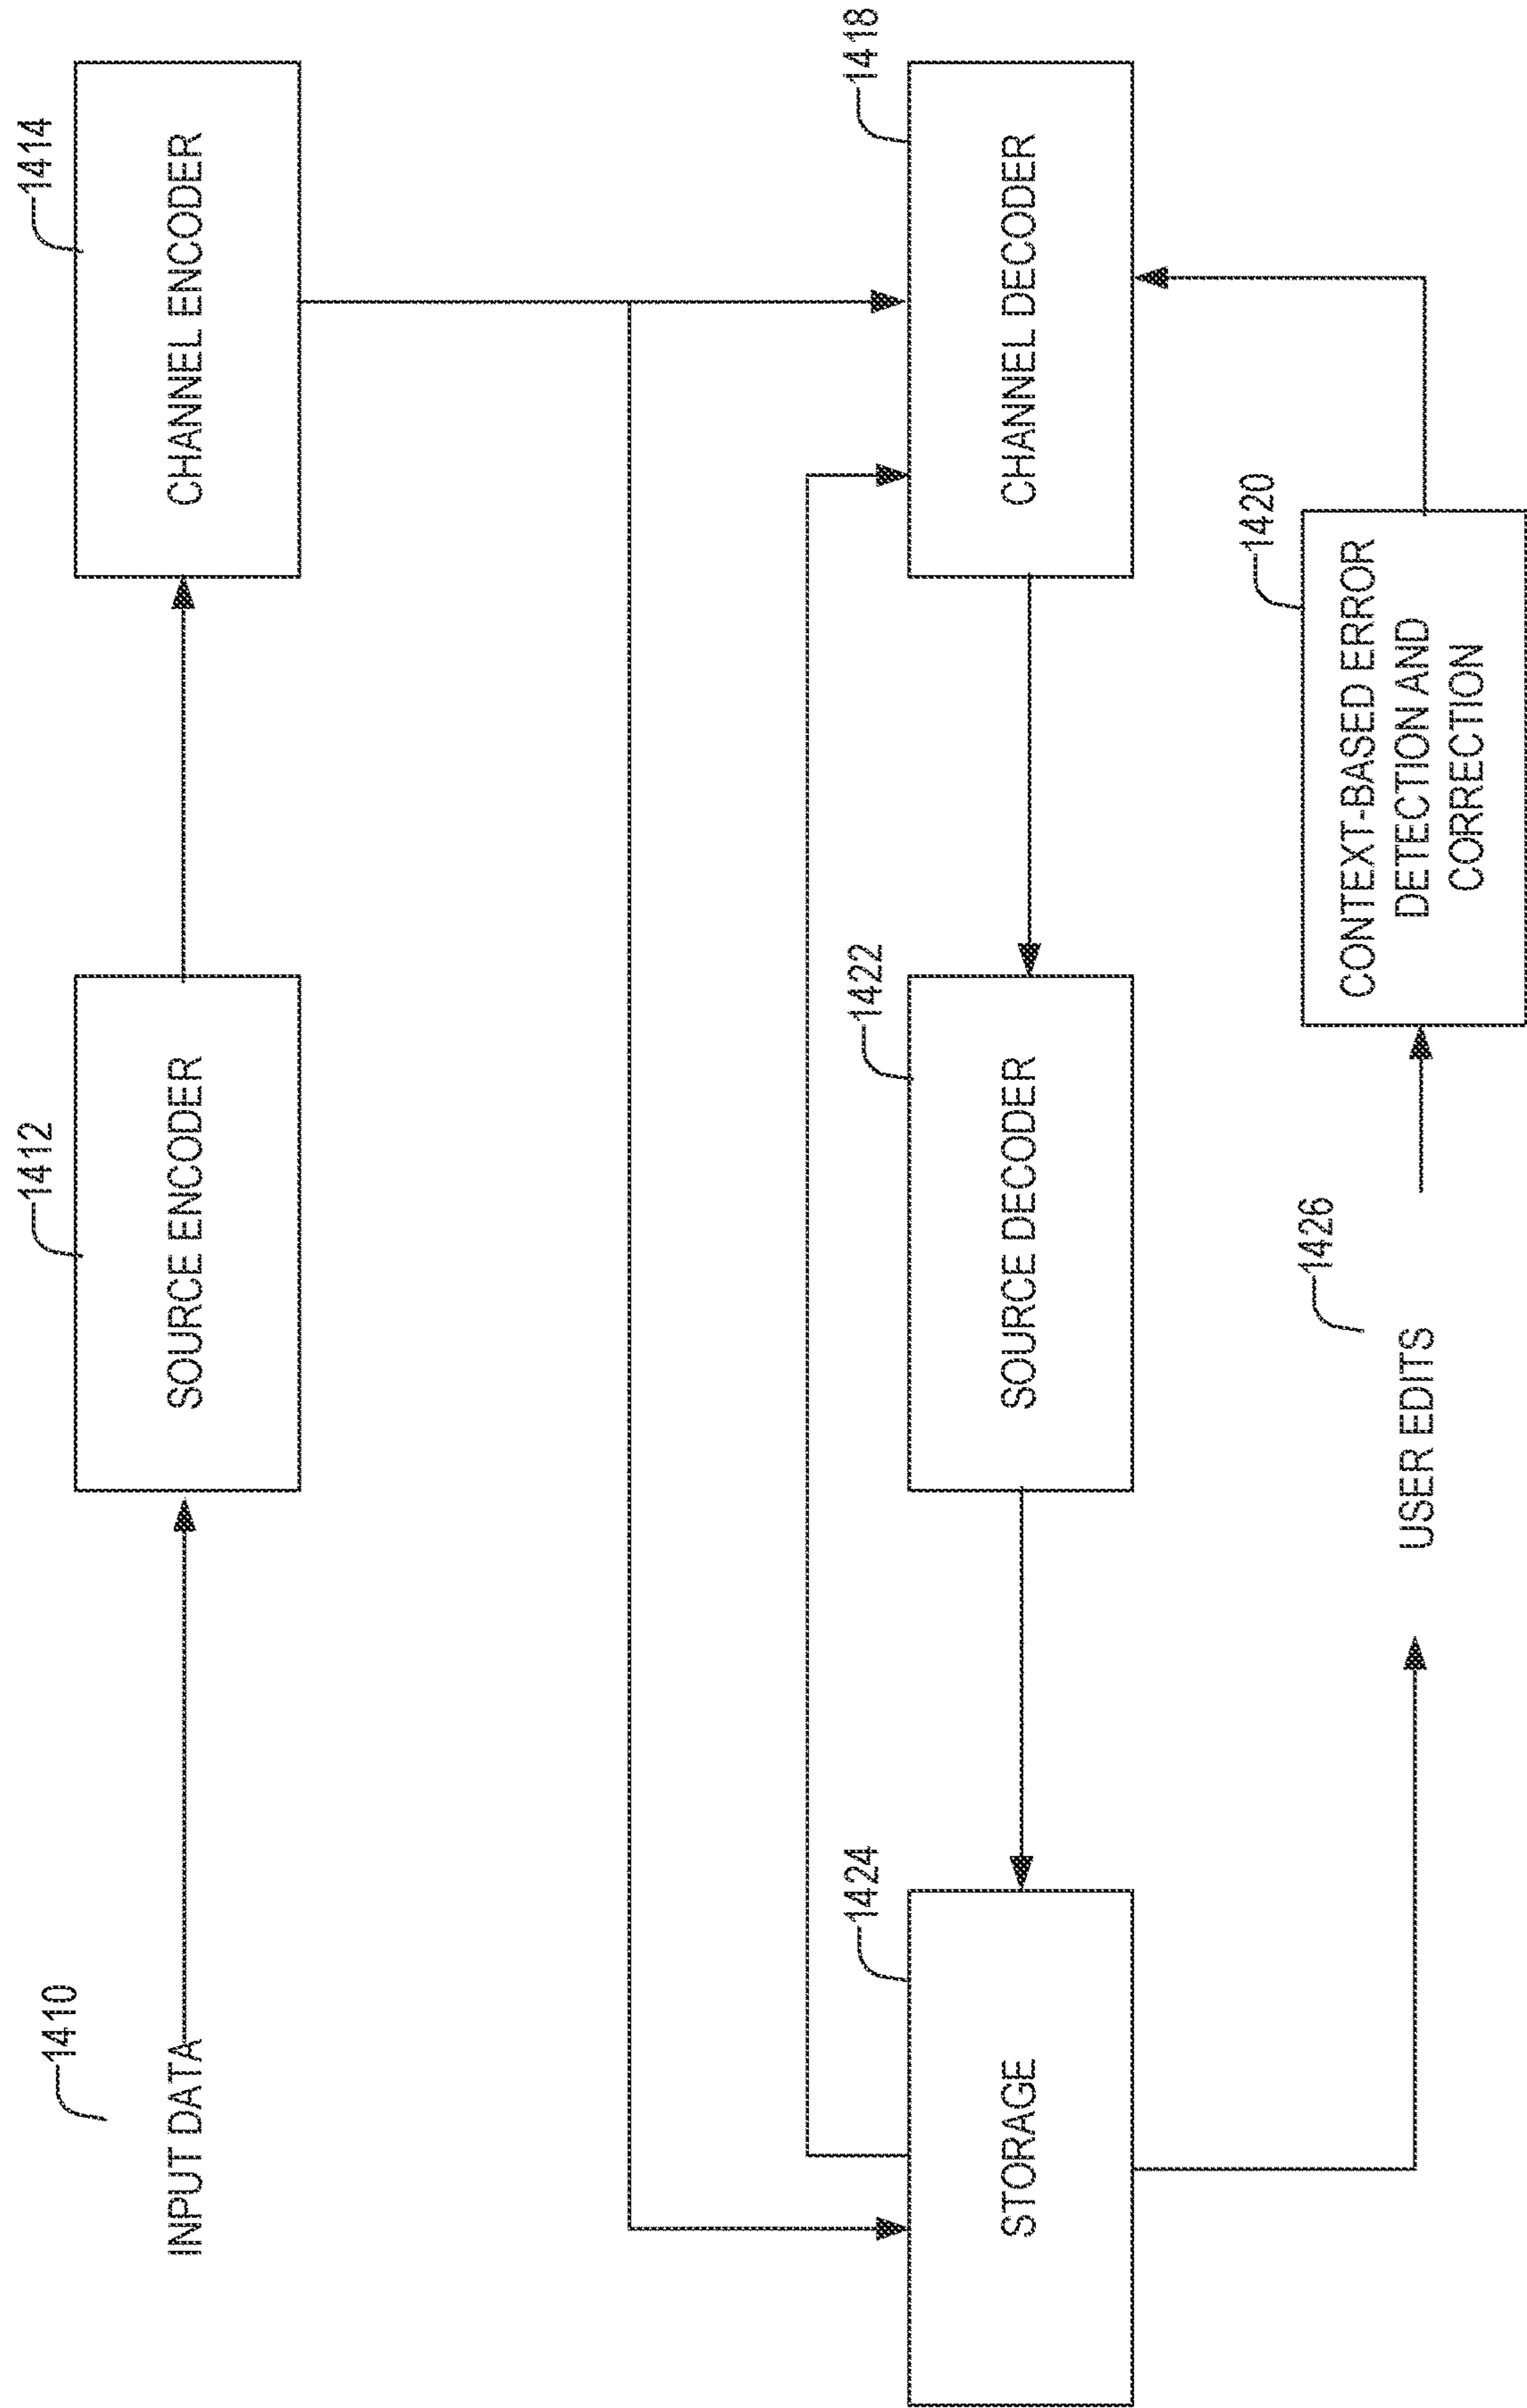 1410
INPUT DATA
1412
SOURCE ENCODER
1414
CHANNEL ENCODER
1424
STORAGE
1422
SOURCE DECODER
1418
CHANNEL DECODER
1426
USER EDITS
1420
CONTEXT-BASED ERROR
DETECTION AND
CORRECTION